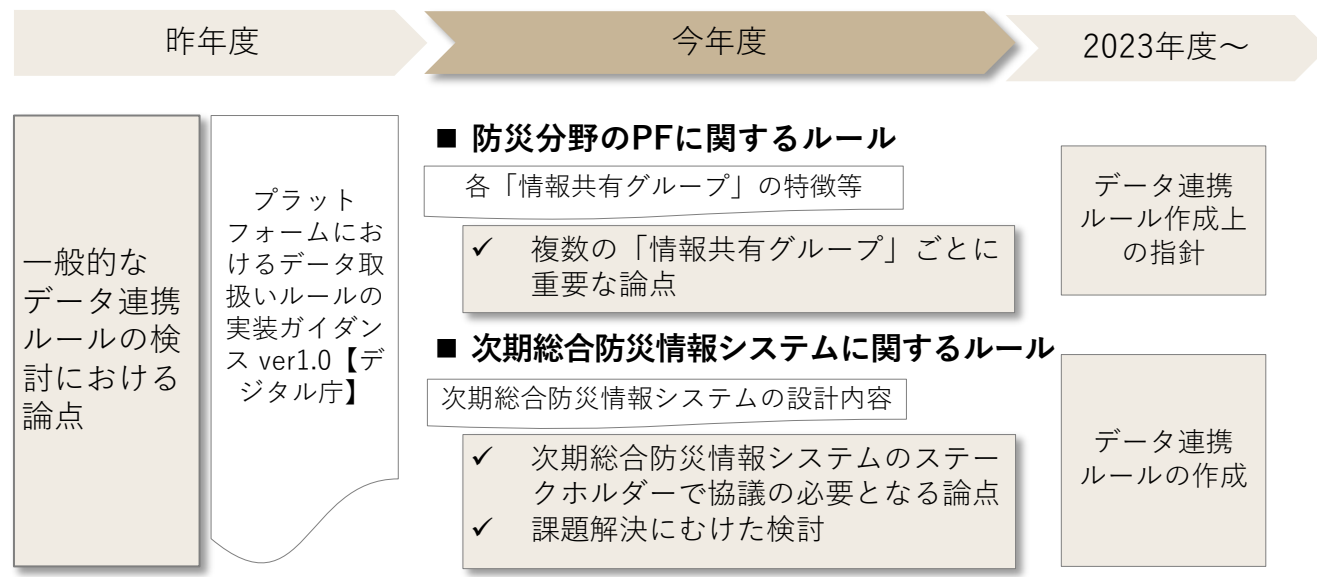 昨年度
今年度
2023年度～
一般的な
データ連携
ルールの検
討における
論点
プラット
フォームにお
けるデータ取
扱いルールの
実装ガイダン
ス ver1.0【デ
ジタル庁】
■ 防災分野のPFに関するルール
各「情報共有グループ」の特徴等
✓ 複数の「情報共有グループ」ごとに
重要な論点
■ 次期総合防災情報システムに関するルール
次期総合防災情報システムの設計内容
✓ 次期総合防災情報システムのステー
クホルダーで協議の必要となる論点
✓ 課題解決にむけた検討
データ連携
ルール作成上
の指針
データ連携
ルールの作成